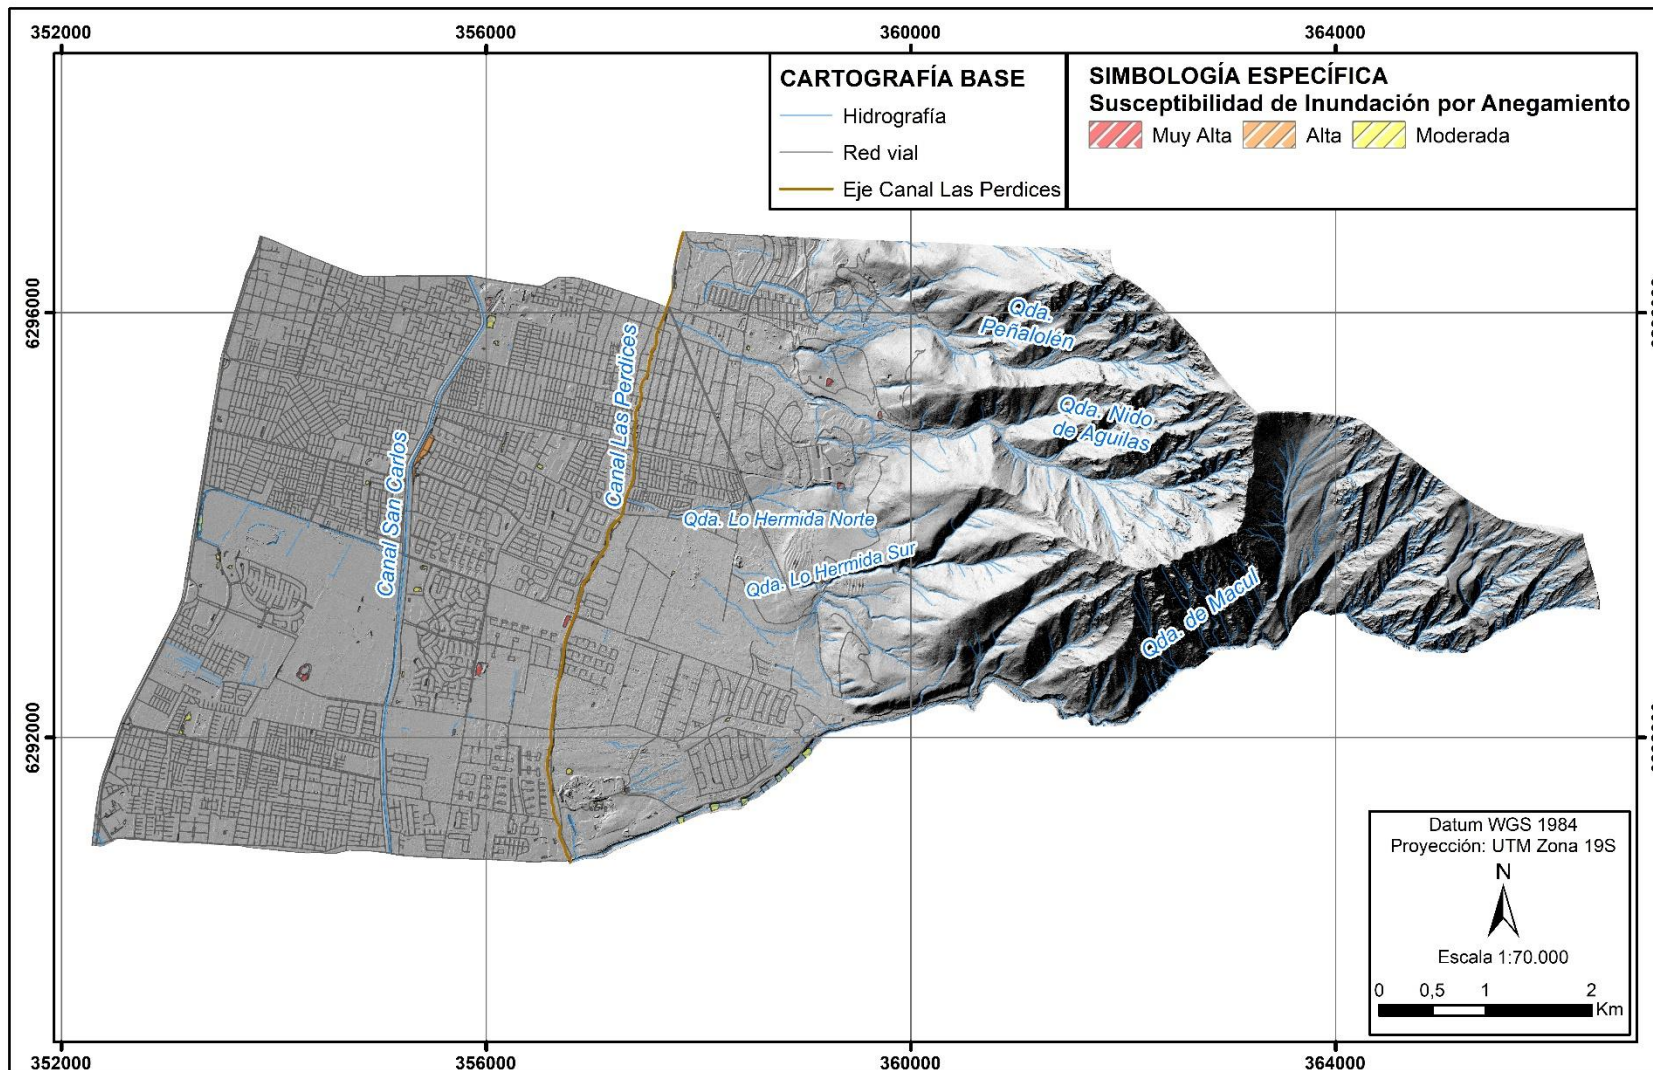 352000
356000
360000
364000
CARTOGRAFÍA BASE
Hidrografía
Red vial
Eje Canal Las Perdices
SIMBOLOGÍA ESPECÍFICA
Susceptibilidad de Inundación por Anegamiento
Muy Alta
Alta
Moderada
6296000
Qda.
Peñalolén
Canal Las Perdices
Qda. Nido
de Aguilas
Canal San Carlos
Qda. Lo Hermida Norte
Qda. Lo Hermida Sur
Qda. de Macul
6292000
Datum WGS 1984
Proyección: UTM Zona 19S
N
Escala 1:70.000
0 0,5 1 2
Km
352000
356000
360000
364000